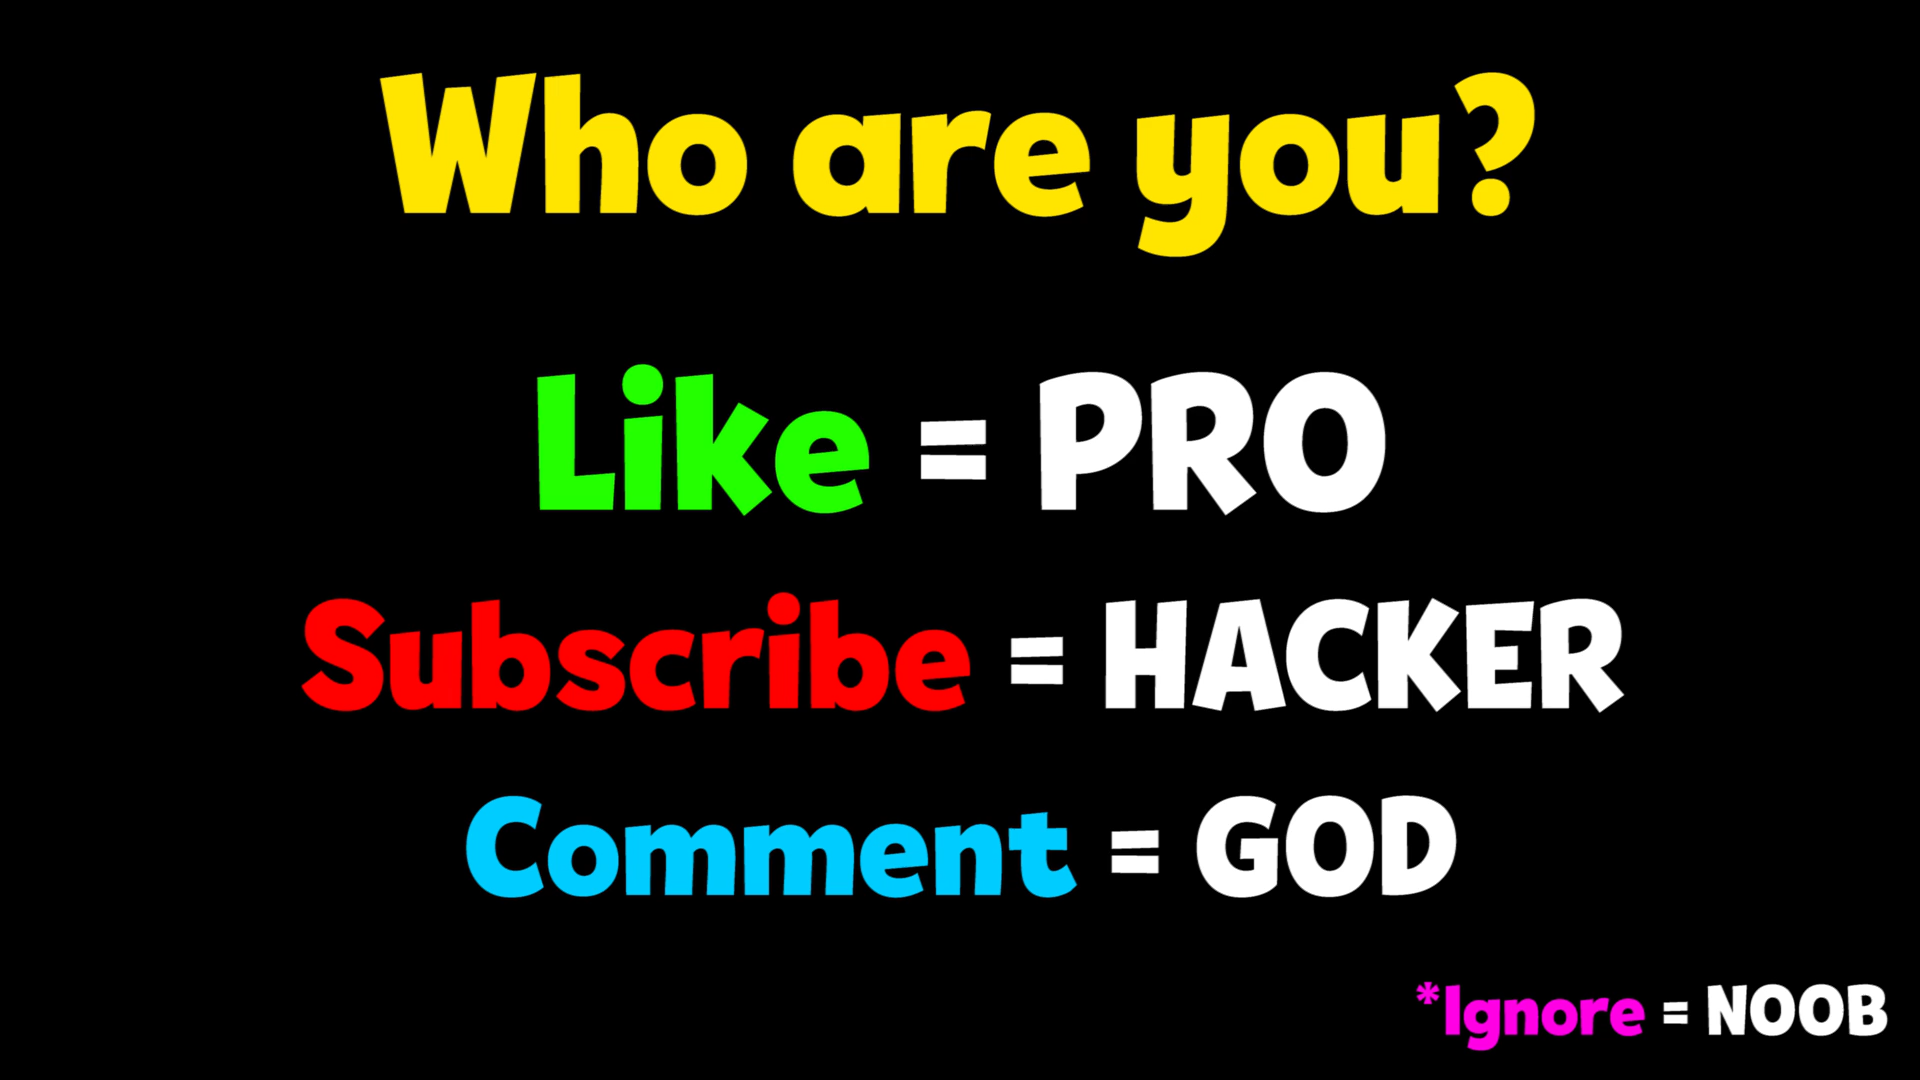 Who are you?
Like = PRO
Subscribe = HACKER
Comment = GOD
*Ignore = NOOB